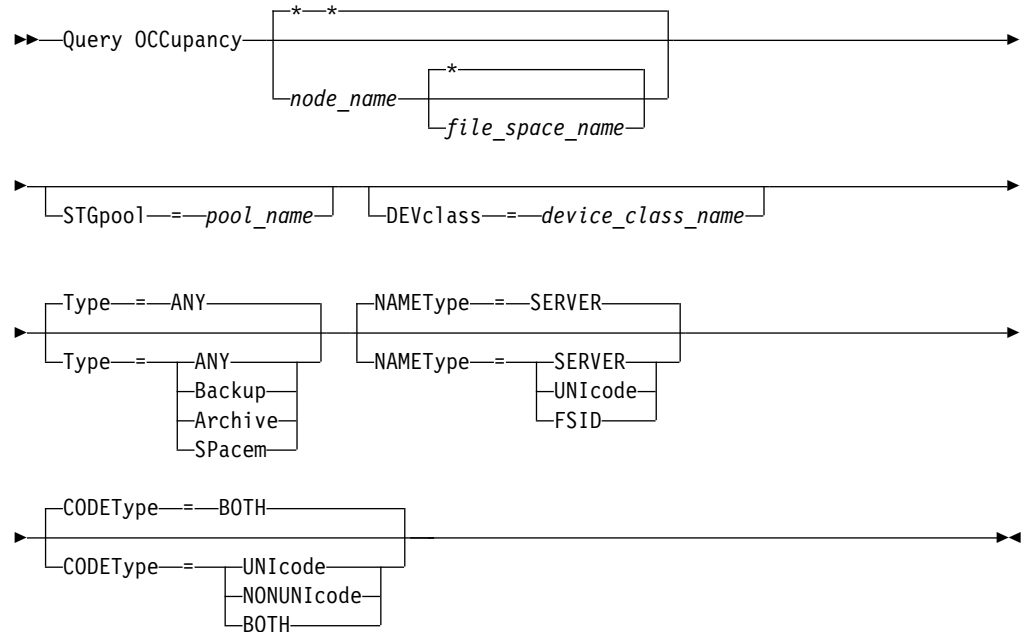 * *
Query OCCupancy
*
node_name
file_space_name
STGpool = pool_name DEVclass = device_class_name
Type = ANY NAMEType = SERVER
Type = ANY NAMEType = SERVER
Backup UNIcode
Archive FSID
SPacem
CODEType = BOTH
CODEType = UNIcode
NONUNIcode
BOTH